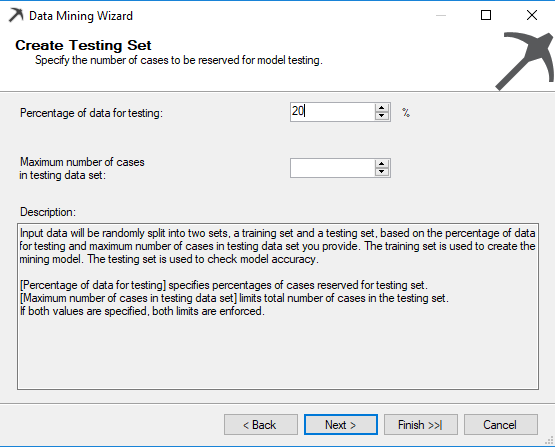 Data Mining Wizard
Create Testing Set
Specify the number of cases to be reserved for model testing.
Percentage of data for testing:
20
%
Maximum number of cases
in testing data set:
Description:
Input data will be randomly split into two sets, a training set and a testing set, based on the percentage of data
for testing and maximum number of cases in testing data set you provide. The training set is used to create the
mining model. The testing set is used to check model accuracy.
[Percentage of data for testing] specifies percentages of cases reserved for testing set.
[Maximum number of cases in testing data set] limits total number of cases in the testing set.
If both values are specified, both limits are enforced.
< Back
Next >
Finish >>|
Cancel